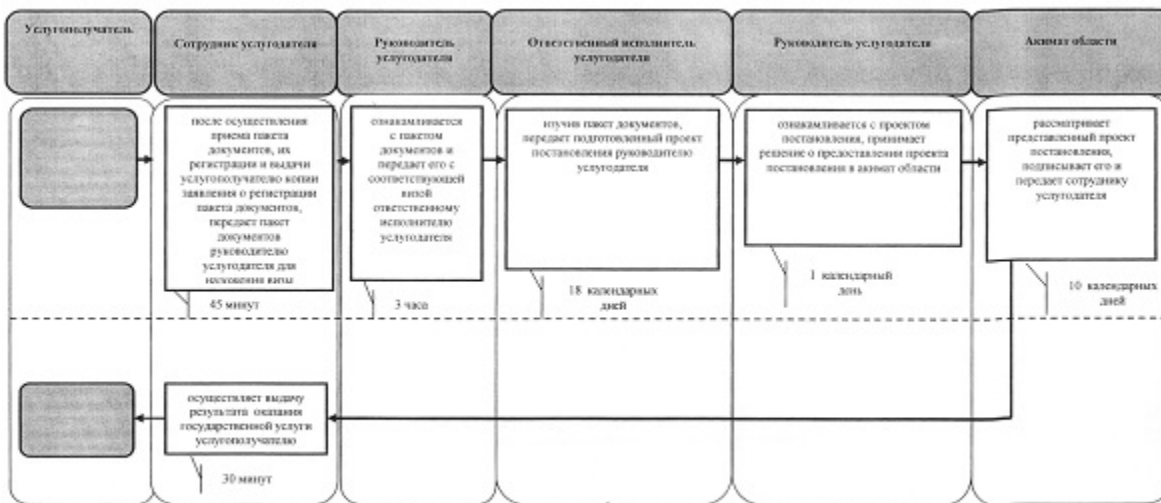 Услугополучатель
Сотрудник услугодателя
Руководитель
услугодателя
Ответственный исполнитель
услугодателя
Руководитель услугодателя
Акимат области
после осуществления
приема пакета
документов, их
регистрации и выдачи
услугополучателю копии
заявления о регистрации
пакета документов,
передает пакет
документов
руководителю
услугодателя для
наложения визы
45 минут
ознакамливается
с пакетом
документов и
передает его с
соответствующей
визой
ответственному
исполнителю
услугодателя
3 часа
изучив пакет документов,
передает подготовленный проект
постановления руководителю
услугодателя
18 календарных
дней
ознакамливается с проектом
постановления, принимает
решение о предоставлении проекта
постановления в акимат области
1 календарный
день
рассматривает
представленный проект
постановления,
подписывает его и
передает сотруднику
услугодателя
10 календарных
дней
осуществляет выдачу
результата оказания
государственной услуги
услугополучателю
30 минут